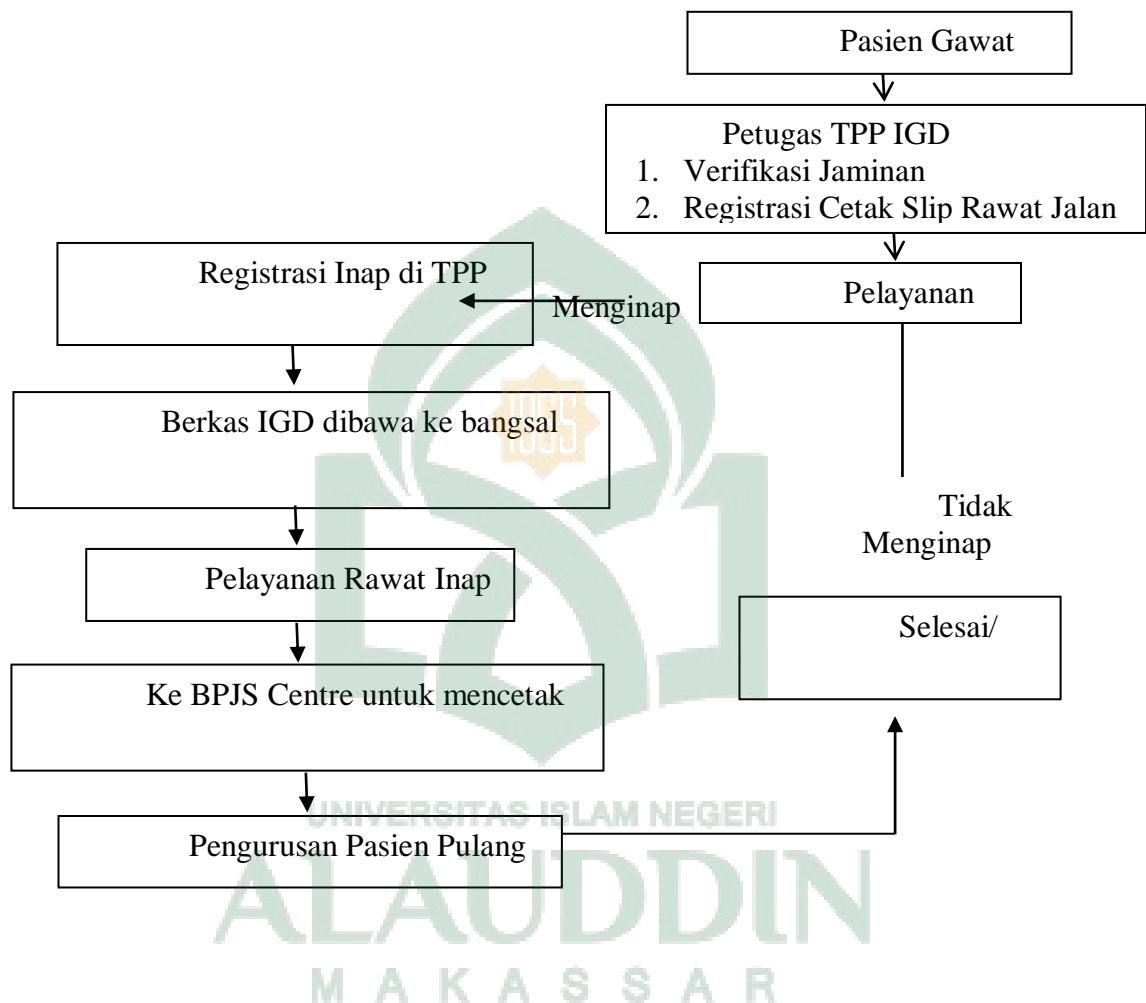 Pasien Gawat
Petugas TPP IGD
1. Verifikasi Jaminan
2. Registrasi Cetak Slip Rawat Jalan
Pelayanan
Menginap
Registrasi Inap di TPP
Berkas IGD dibawa ke bangsal
Pelayanan Rawat Inap
Ke BPJS Centre untuk mencetak
Pengurusan Pasien Pulang
Tidak
Menginap
Selesai/
1965
UNIVERSITAS ISLAM NEGERI
ALAUDDIN
MAKASSAR